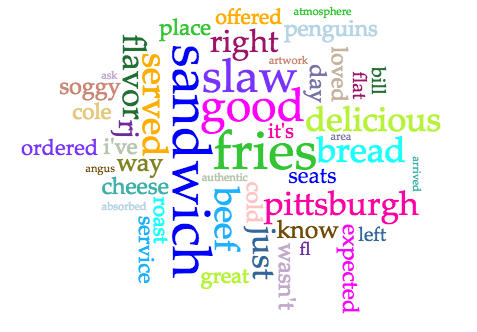 atmosphere
offered
place
penguins
right
artwork
flavor
served
sandwich
slaw
day
loved
flat
bill
ask
soggy
cole
rj
good
it's
delicious
ordered
i've
way
fries
area
bread
angus
authentic
seats
arrived
cheese
absorbed
roast
beef
cold
pittsburgh
service
just
know
left
wasn't
fl
expected
great